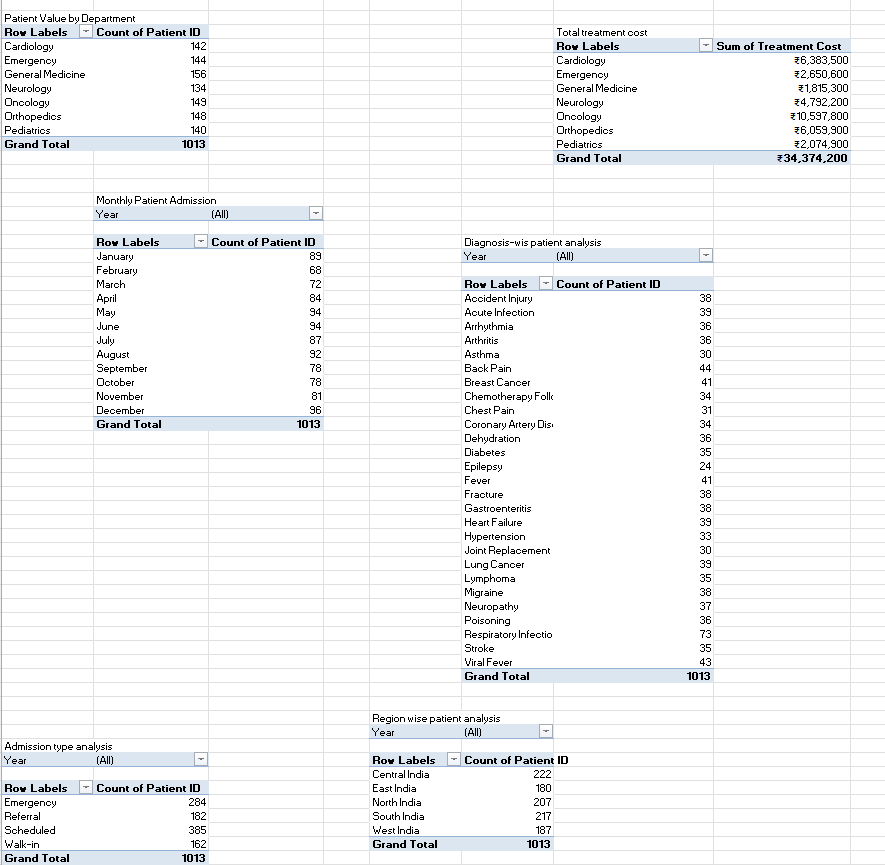 Patient Value by Department
Row Labels Count of Patient ID
Cardiology 142
Emergency 144
General Medicine 156
Neurology 134
Oncology 149
Orthopedics 148
Pediatrics 140
Grand Total 1013
Total treatment cost
Row Labels Sum of Treatment Cost
Cardiology ₹6,383,500
Emergency ₹2,650,600
General Medicine ₹1,815,300
Neurology ₹4,792,200
Oncology ₹10,597,800
Orthopedics ₹6,059,900
Pediatrics ₹2,074,900
Grand Total ₹34,374,200
Monthly Patient Admission
Year (All)
Row Labels Count of Patient ID
January 89
February 68
March 72
April 84
May 94
June 94
July 87
August 92
September 78
October 78
November 81
December 96
Grand Total 1013
Diagnosis-wis patient analysis
Year (All)
Row Labels Count of Patient ID
Accident Injury 38
Acute Infection 39
Arrhythmia 36
Arthritis 36
Asthma 30
Back Pain 44
Breast Cancer 41
Chemotherapy Foll 34
Chest Pain 31
Coronary Artery Dis 34
Dehydration 36
Diabetes 35
Epilepsy 24
Fever 41
Fracture 38
Gastroenteritis 38
Heart Failure 39
Hypertension 33
Joint Replacement 30
Lung Cancer 39
Lymphoma 35
Migraine 38
Neuropathy 37
Poisoning 36
Respiratory Infectio 73
Stroke 35
Viral Fever 43
Grand Total 1013
Region wise patient analysis
Year (All)
Row Labels Count of Patient ID
Central India 222
East India 180
North India 207
South India 217
West India 187
Grand Total 1013
Admission type analysis
Year (All)
Row Labels Count of Patient ID
Emergency 284
Referral 182
Scheduled 385
Walk-in 162
Grand Total 1013